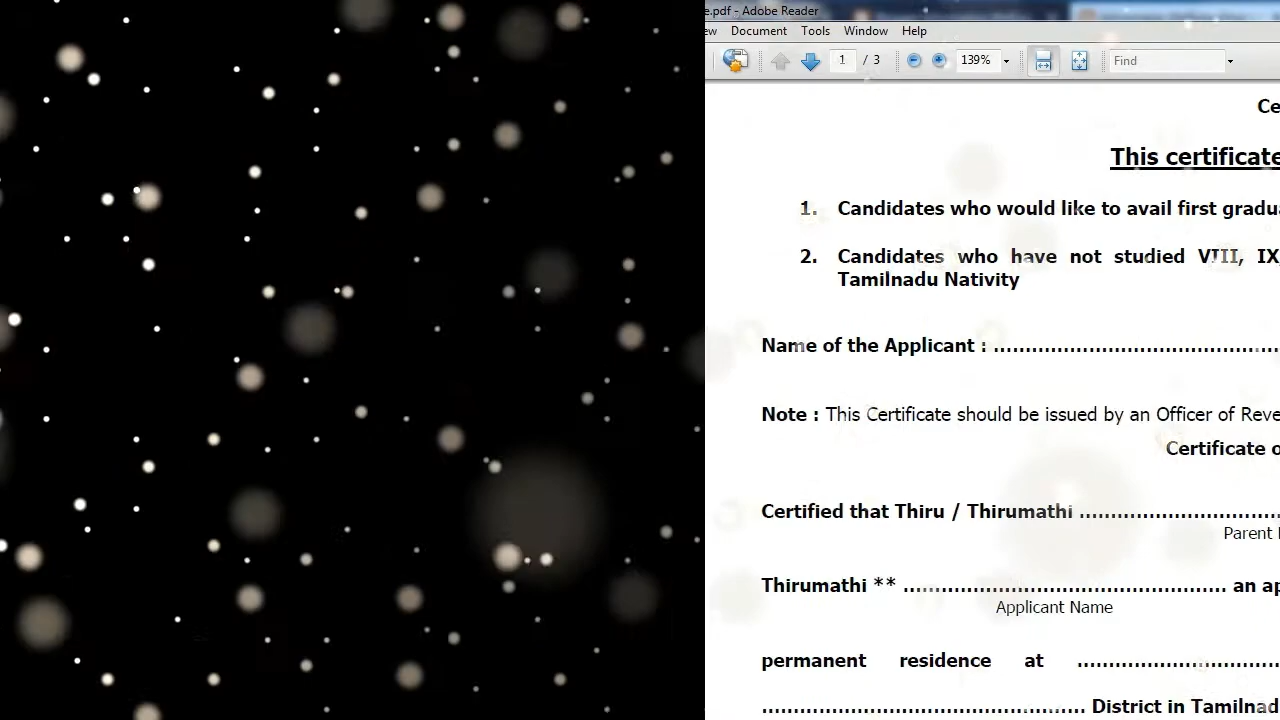 e.pdf - Adobe Reader
ew Document Tools Window Help
1 / 3 139% Find
Ce
This certificate
1. Candidates who would like to avail first gradu
2. Candidates who have not studied VIII, IX,
Tamilnadu Nativity
Name of the Applicant : ................................................
Note : This Certificate should be issued by an Officer of Reve
Certificate o
Certified that Thiru / Thirumathi ................................
Parent
Thirumathi ** .................................................... an ap
Applicant Name
permanent residence at ................................
.................................................... District in Tamilnad